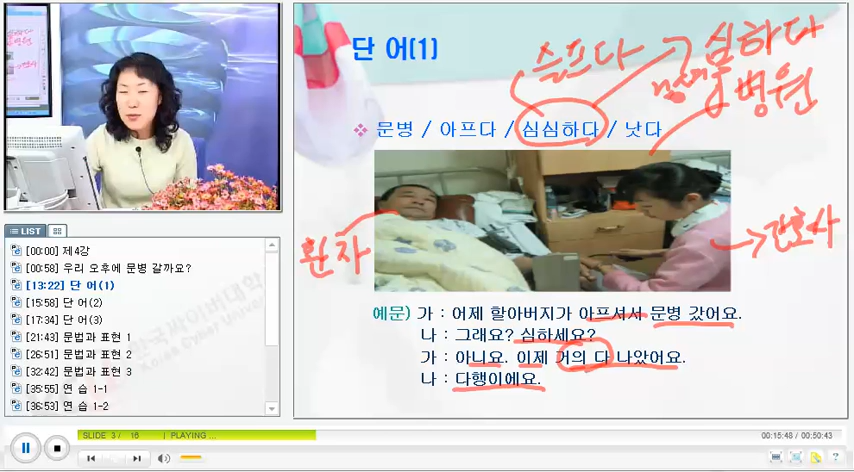 단 어(1)
슬프다
심하다
병원
❖ 문병 / 아프다 / 심심하다 / 낫다
환자
간호사
예문) 가 : 어제 할아버지가 아프셔서 문병 갔어요.
나 : 그래요? 심하세요?
가 : 아니요. 이제 거의 다 나았어요.
나 : 다행이에요.
LIST
[00:00] 제4강
[00:58] 우리 오후에 문병 갈까요?
[13:22] 단 어(1)
[15:58] 단 어(2)
[17:34] 단 어(3)
[21:43] 문법과 표현 1
[26:51] 문법과 표현 2
[32:42] 문법과 표현 3
[35:55] 연 습 1-1
[36:53] 연 습 1-2
SLIDE 3 / 16 | PLAYING ...
00:15:48 / 00:50:43